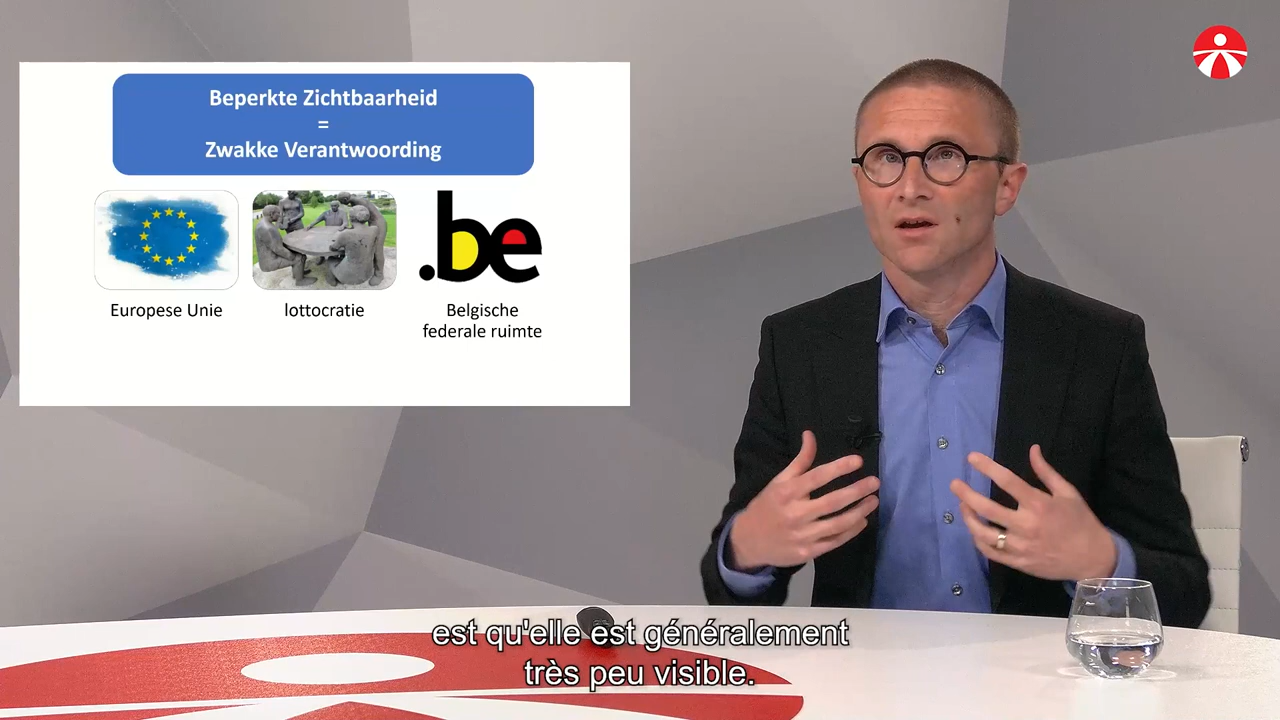 Beperkte Zichtbaarheid
=
Zwakke Verantwoording
.be
Europese Unie
lottocratie
Belgische
federale ruimte
est qu'elle est généralement
très peu visible.